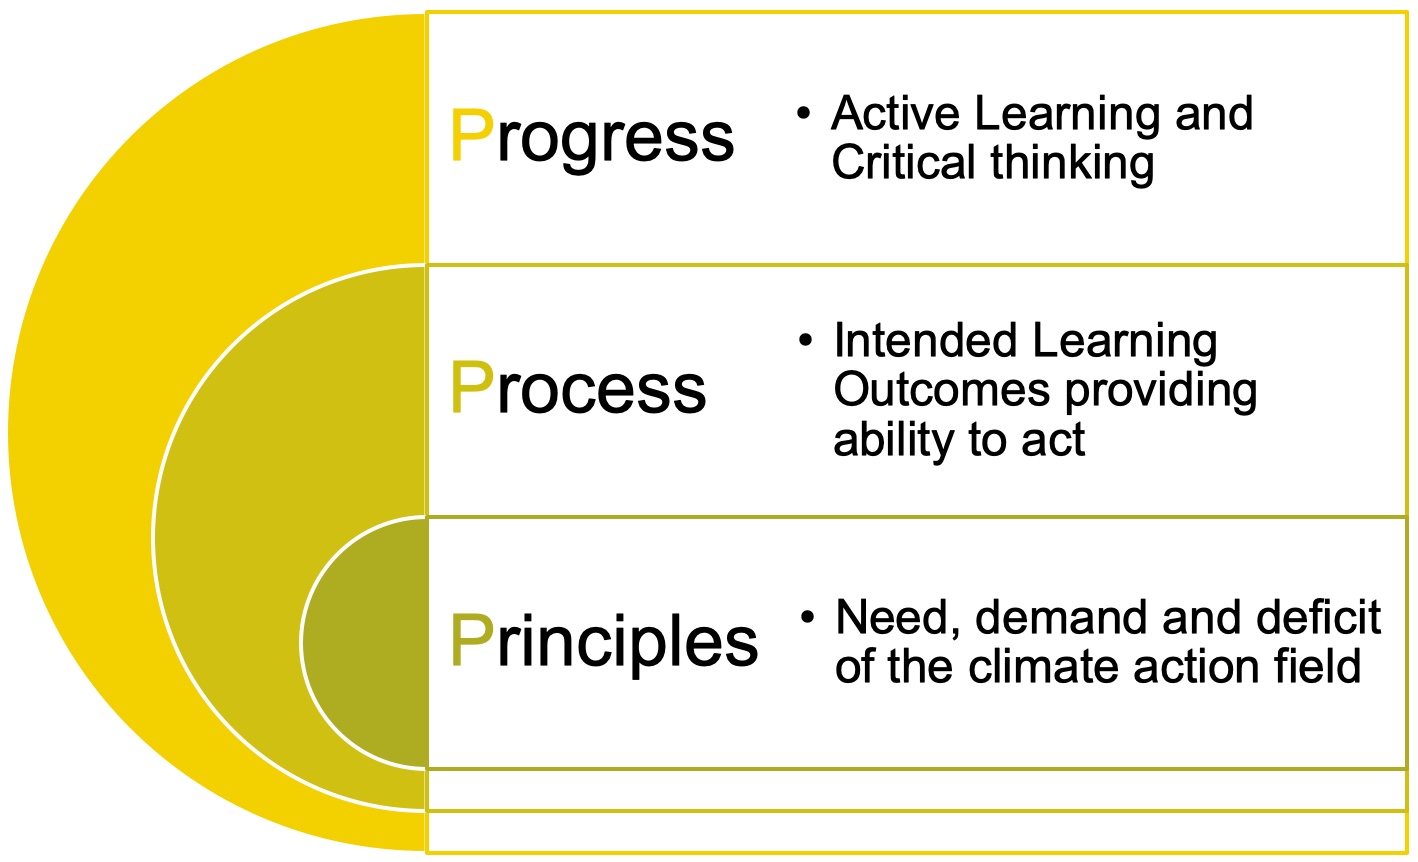 Progress
• Active Learning and
Critical thinking
Process
• Intended Learning
Outcomes providing
ability to act
Principles
• Need, demand and deficit
of the climate action field